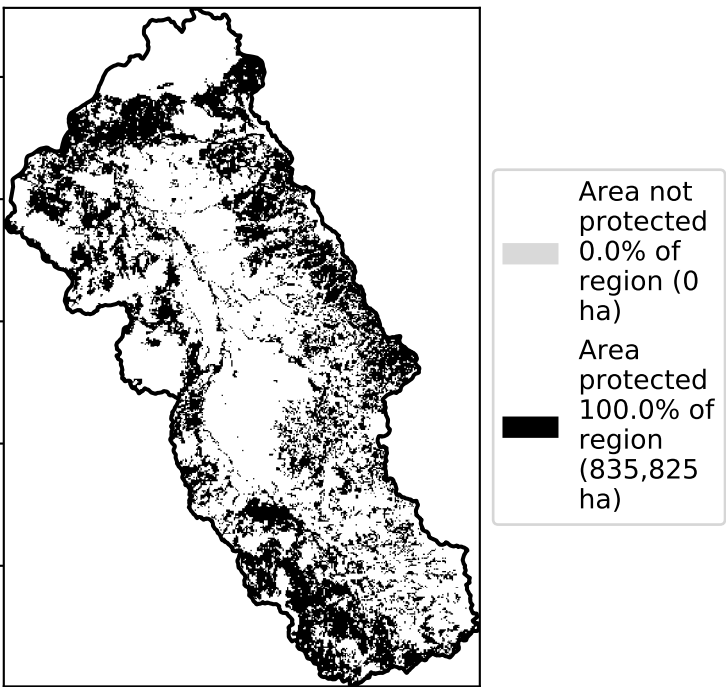 Area not
protected
0.0% of
region (0
ha)
Area
protected
100.0% of
region
(835,825
ha)